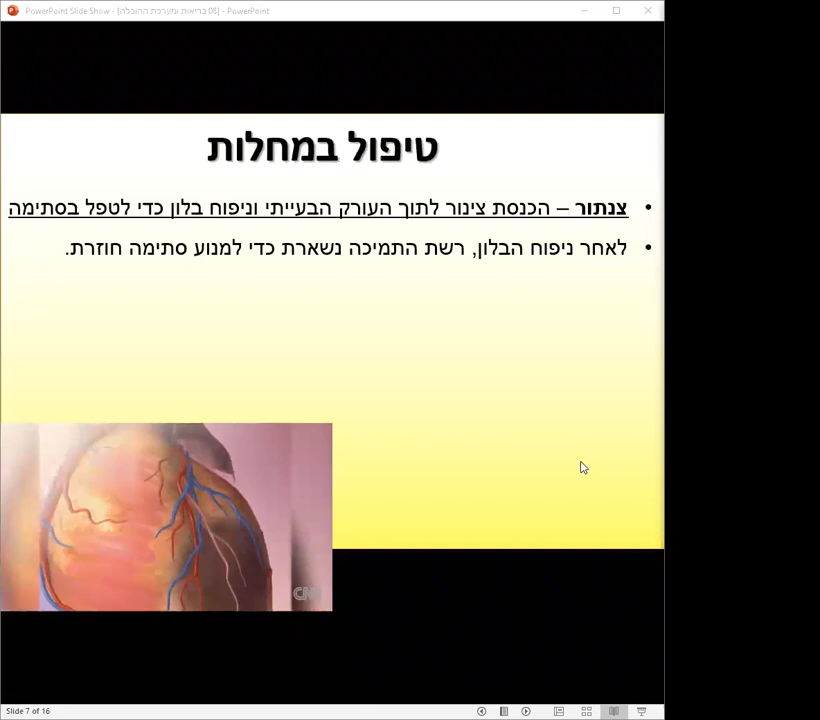 PowerPoint Slide Show - [08 בריאות ומערכת ההובלה] - PowerPoint
טיפול במחלות
• צנתור – הכנסת צינור לתוך העורק הבעייתי וניפוח בלון כדי לטפל בסתימה
• לאחר ניפוח הבלון, רשת התמיכה נשארת כדי למנוע סתימה חוזרת.
CNN
Slide 7 of 16